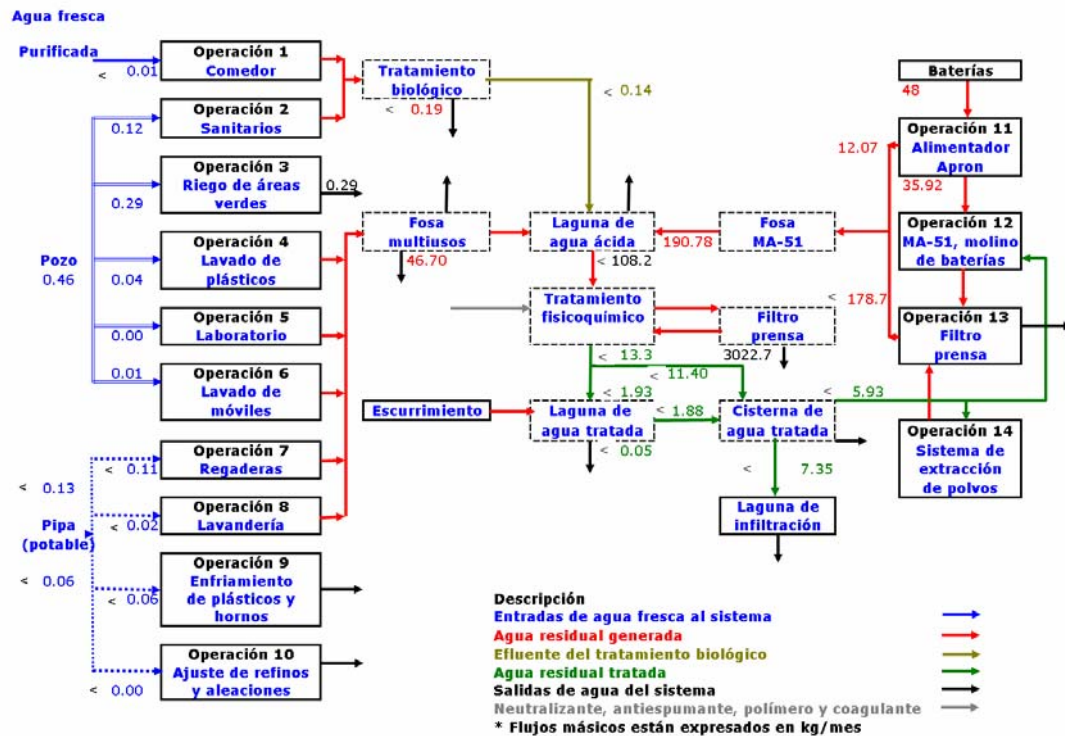 Agua fresca
Purificada
< 0.01
Operación 1
Comedor
Operación 2
Sanitarios
0.12
Operación 3
Riego de áreas
verdes
0.29
0.29
Pozo
0.46
Operación 4
Lavado de
plásticos
0.04
Operación 5
Laboratorio
0.00
Operación 6
Lavado de
móviles
0.01
Operación 7
Regaderas
< 0.11
< 0.13
Operación 8
Lavandería
< 0.02
Pipa
(potable)
< 0.06
Operación 9
Enfriamiento
de plásticos y
hornos
< 0.06
Operación 10
Ajuste de refinos
y aleaciones
< 0.00
Tratamiento
biológico
< 0.19
< 0.14
Fosa
multiusos
46.70
Laguna de
agua ácida
< 108.2
190.78
Fosa
MA-51
Tratamiento
fisicoquímico
Filtro
prensa
3022.7
< 13.3
< 11.40
< 1.93
Escurrimiento
Laguna de
agua tratada
< 1.88
< 0.05
Cisterna de
agua tratada
< 5.93
< 7.35
Laguna de
infiltración
Baterías
48
Operación 11
Alimentador
Apron
12.07
35.92
Operación 12
MA-51, molino
de baterías
< 178.7
Operación 13
Filtro
prensa
Operación 14
Sistema de
extracción
de polvos
Descripción
Entradas de agua fresca al sistema
Agua residual generada
Efluente del tratamiento biológico
Agua residual tratada
Salidas de agua del sistema
Neutralizante, antiespumante, polímero y coagulante
* Flujos másicos están expresados en kg/mes